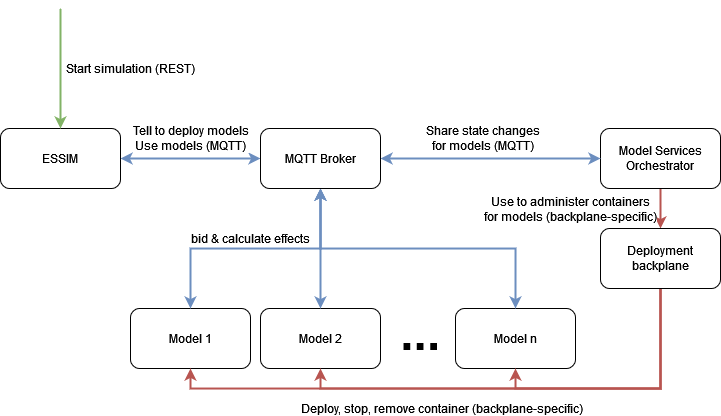 Start simulation (REST)
Tell to deploy models
Use models (MQTT)
Share state changes
for models (MQTT)
ESSIM
MQTT Broker
Model Services
Orchestrator
Use to administer containers
for models (backplane-specific)
bid & calculate effects
Deployment
backplane
Model 1
Model 2
...
Model n
Deploy, stop, remove container (backplane-specific)